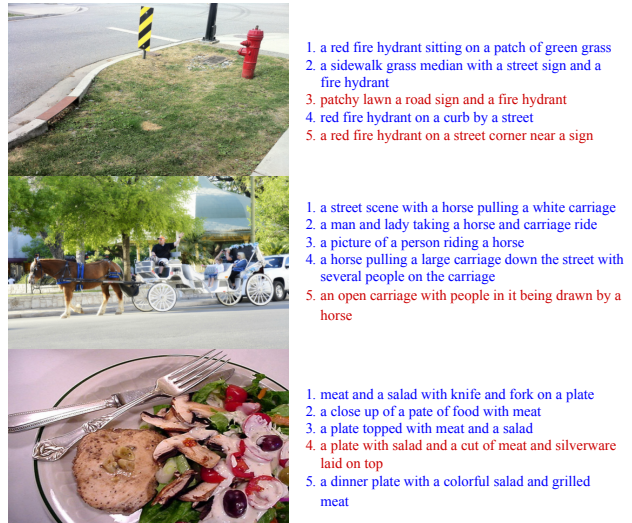 1. a red fire hydrant sitting on a patch of green grass
2. a sidewalk grass median with a street sign and a
fire hydrant
3. patchy lawn a road sign and a fire hydrant
4. red fire hydrant on a curb by a street
5. a red fire hydrant on a street corner near a sign
1. a street scene with a horse pulling a white carriage
2. a man and lady taking a horse and carriage ride
3. a picture of a person riding a horse
4. a horse pulling a large carriage down the street with
several people on the carriage
5. an open carriage with people in it being drawn by a
horse
1. meat and a salad with knife and fork on a plate
2. a close up of a pate of food with meat
3. a plate topped with meat and a salad
4. a plate with salad and a cut of meat and silverware
laid on top
5. a dinner plate with a colorful salad and grilled
meat